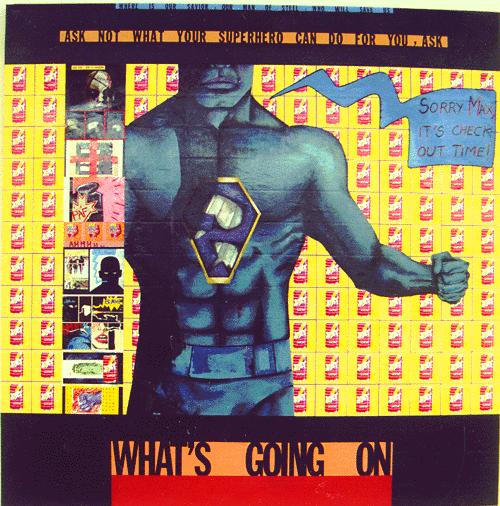 WHERE IS OUR SAVIOR, OUR MAN OF STEEL, WHO WILL SAVE US
ASK NOT WHAT YOUR SUPERHERO CAN DO FOR YOU, ASK
SORRY MAX,
IT'S CHECK
OUT TIME!
AHHH
WHAT'S GOING ON